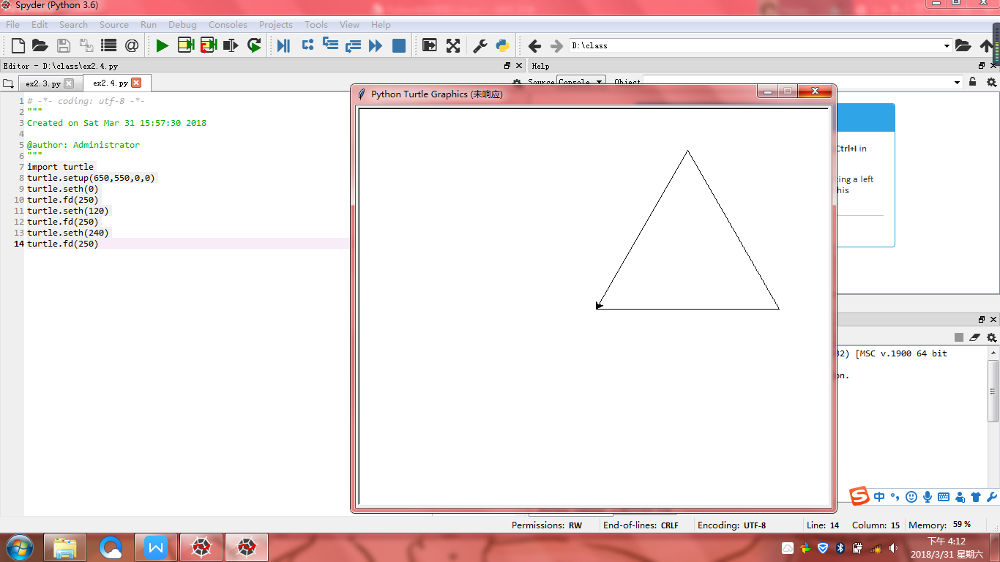 Spyder (Python 3.6)
File Edit Search Source Run Debug Consoles Projects Tools View Help
D:\class
Editor - D:\class\ex2.4.py
Help
ex2.3.py
ex2.4.py
Source Console Object
1 # -*- coding: utf-8 -*-
2 """
3 Created on Sat Mar 31 15:57:30 2018
4
5 @author: Administrator
6 """
7 import turtle
8 turtle.setup(650,550,0,0)
9 turtle.seth(0)
10 turtle.fd(250)
11 turtle.seth(120)
12 turtle.fd(250)
13 turtle.seth(240)
14 turtle.fd(250)
Python Turtle Graphics (未响应)
Ctrl+I in
ing a left
his
32) [MSC v.1900 64 bit
on.
中
Permissions: RW End-of-lines: CRLF Encoding: UTF-8 Line: 14 Column: 15 Memory: 59 %
下午 4:12
2018/3/31 星期六